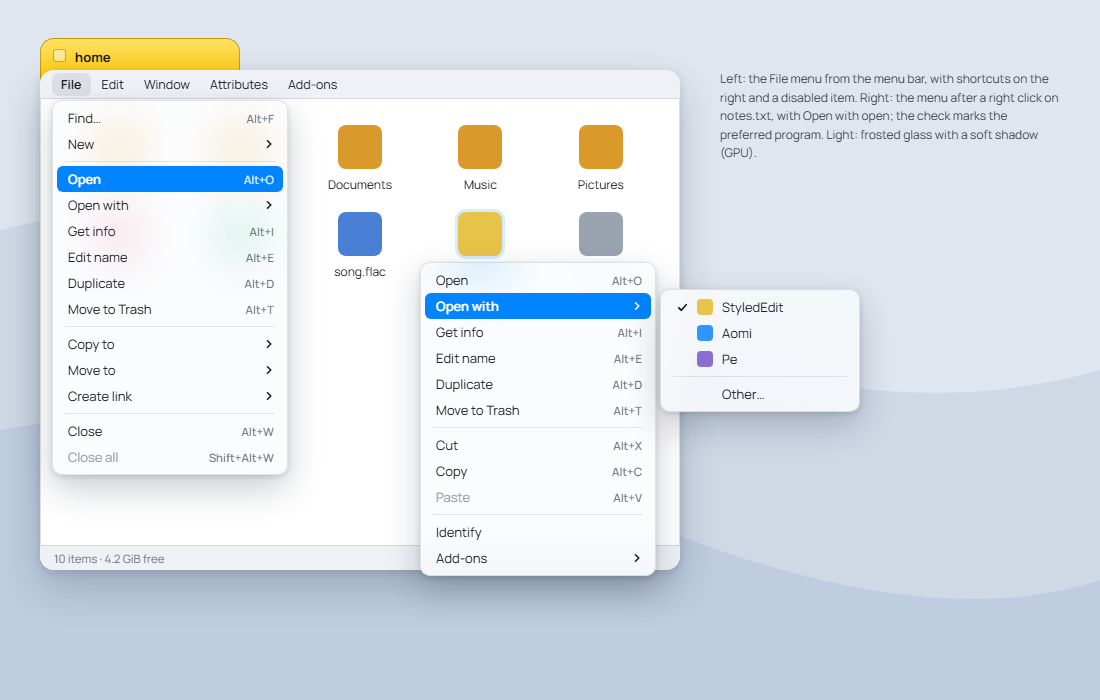 home
File Edit Window Attributes Add-ons
Left: the File menu from the menu bar, with shortcuts on the
right and a disabled item. Right: the menu after a right click on
notes.txt, with Open with open; the check marks the
preferred program. Light: frosted glass with a soft shadow
(GPU).
Find... Alt+F
New
Open Alt+O
Open with
Get info Alt+I
Edit name Alt+E
Duplicate Alt+D
Move to Trash Alt+T
Copy to
Move to
Create link
Close Alt+W
Close all Shift+Alt+W
Documents Music Pictures
song.flac
Open Alt+O
Open with
Get info Alt+I
Edit name Alt+E
Duplicate Alt+D
Move to Trash Alt+T
Cut Alt+X
Copy Alt+C
Paste Alt+V
Identify
Add-ons
StyledEdit
Aomi
Pe
Other...
10 items · 4.2 GiB free